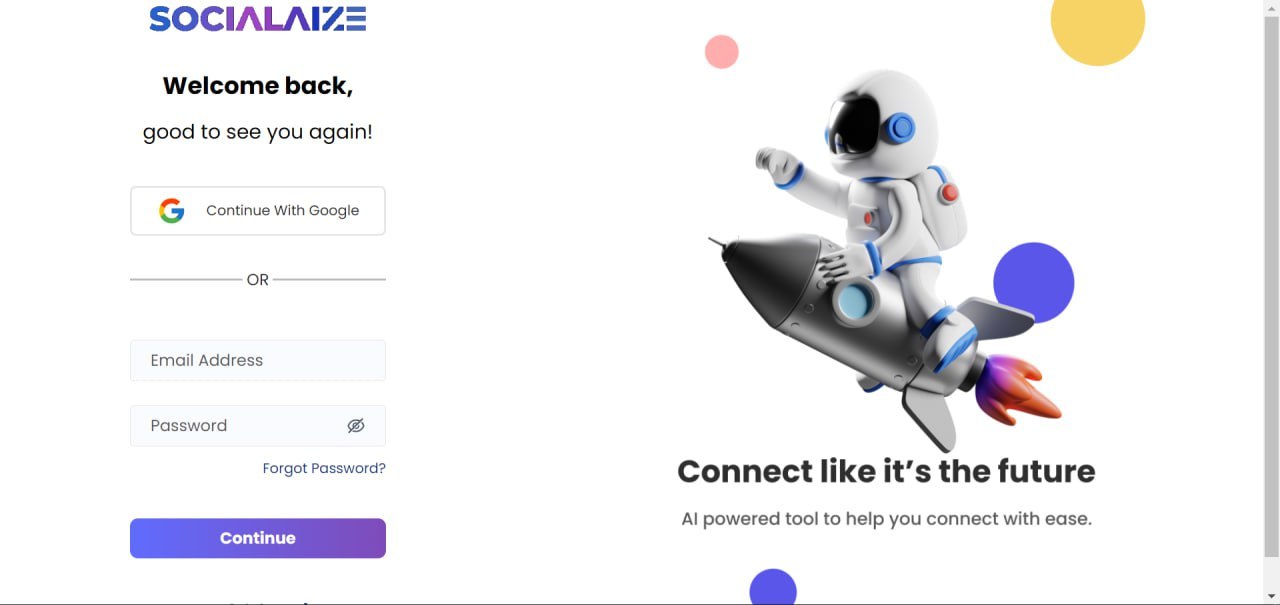 SOCIALAIZE
Welcome back,
good to see you again!
Continue With Google
OR
Email Address
Password
Forgot Password?
Continue
Connect like it’s the future
AI powered tool to help you connect with ease.